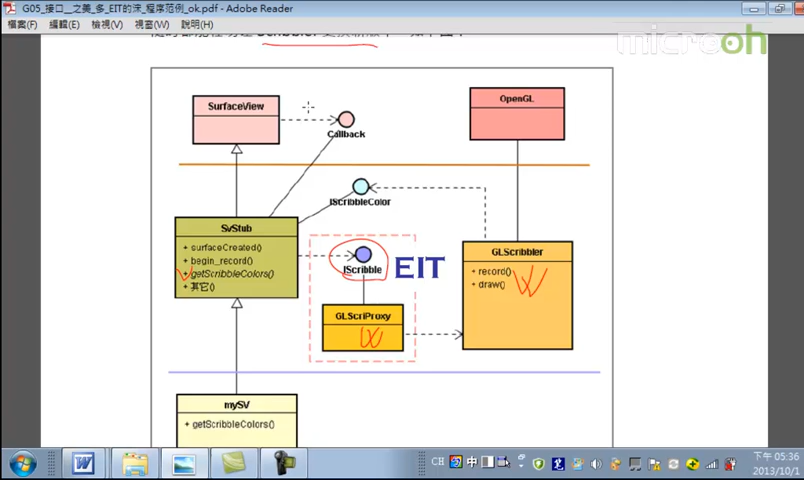 G05_接口__之美_多_EIT的深_程序范例_ok.pdf - Adobe Reader
檔案(F) 編輯(E) 檢視(V) 視窗(W) 說明(H)
microoh
SurfaceView
Callback
OpenGL
IScribbleColor
SvStub
+ surfaceCreated()
+ begin_record()
+ getScribbleColors()
+ 其它()
IScribble
EIT
GLScribbler
+ record()
+ draw()
GLScriProxy
mySV
+ getScribbleColors()
CH 中
下午 05:36
2013/10/1